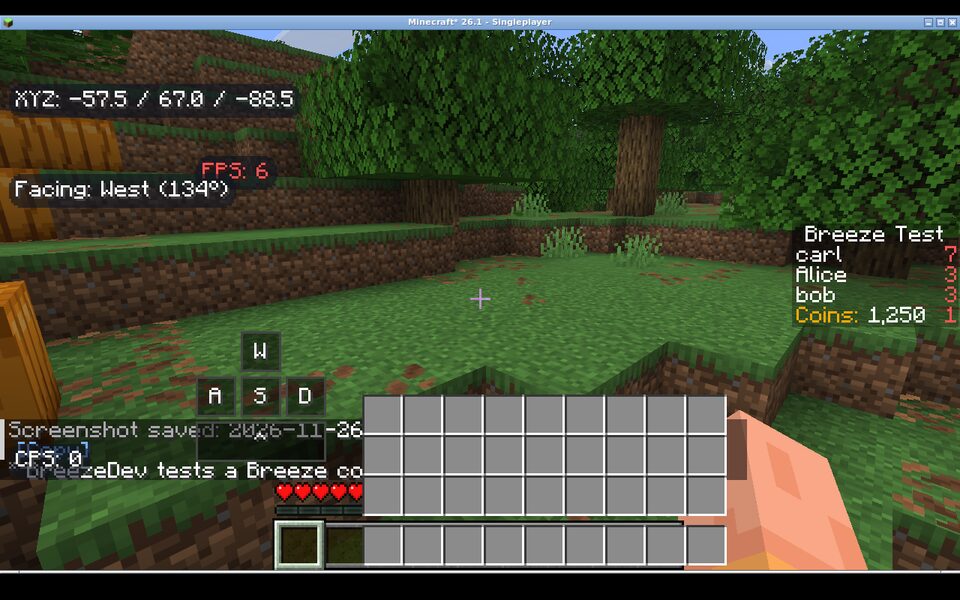 Minecraft* 26.1 - Singleplayer
XYZ: -57.5 / 67.0 / -88.5
FPS: 6
Facing: West (134°)
Breeze Test
carl 7
Alice 3
bob 3
Coins: 1,250 1
W
A S D
Screenshot saved: 2026-11-26
[Copy]
CPS: 0
BreezeDev tests a Breeze co